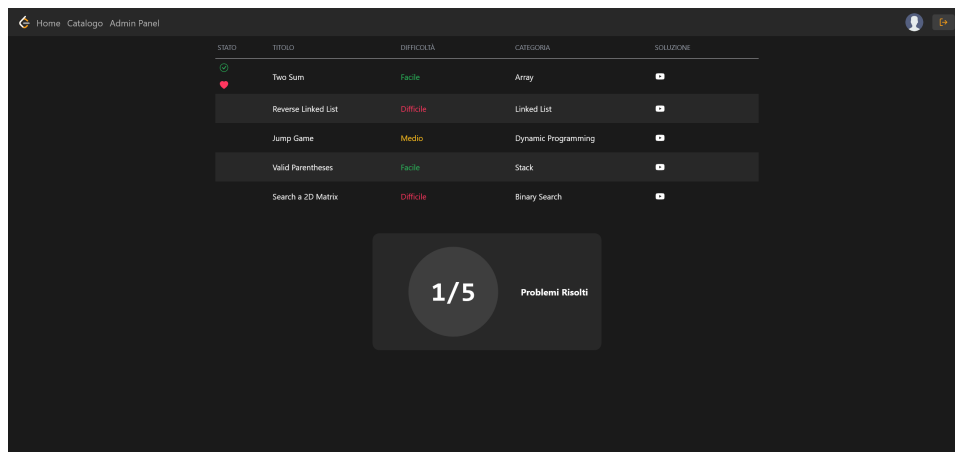 Home Catalogo Admin Panel
STATO TITOLO DIFFICOLTÀ CATEGORIA SOLUZIONE
Two Sum Facile Array
Reverse Linked List Difficile Linked List
Jump Game Medio Dynamic Programming
Valid Parentheses Facile Stack
Search a 2D Matrix Difficile Binary Search
1/5 Problemi Risolti